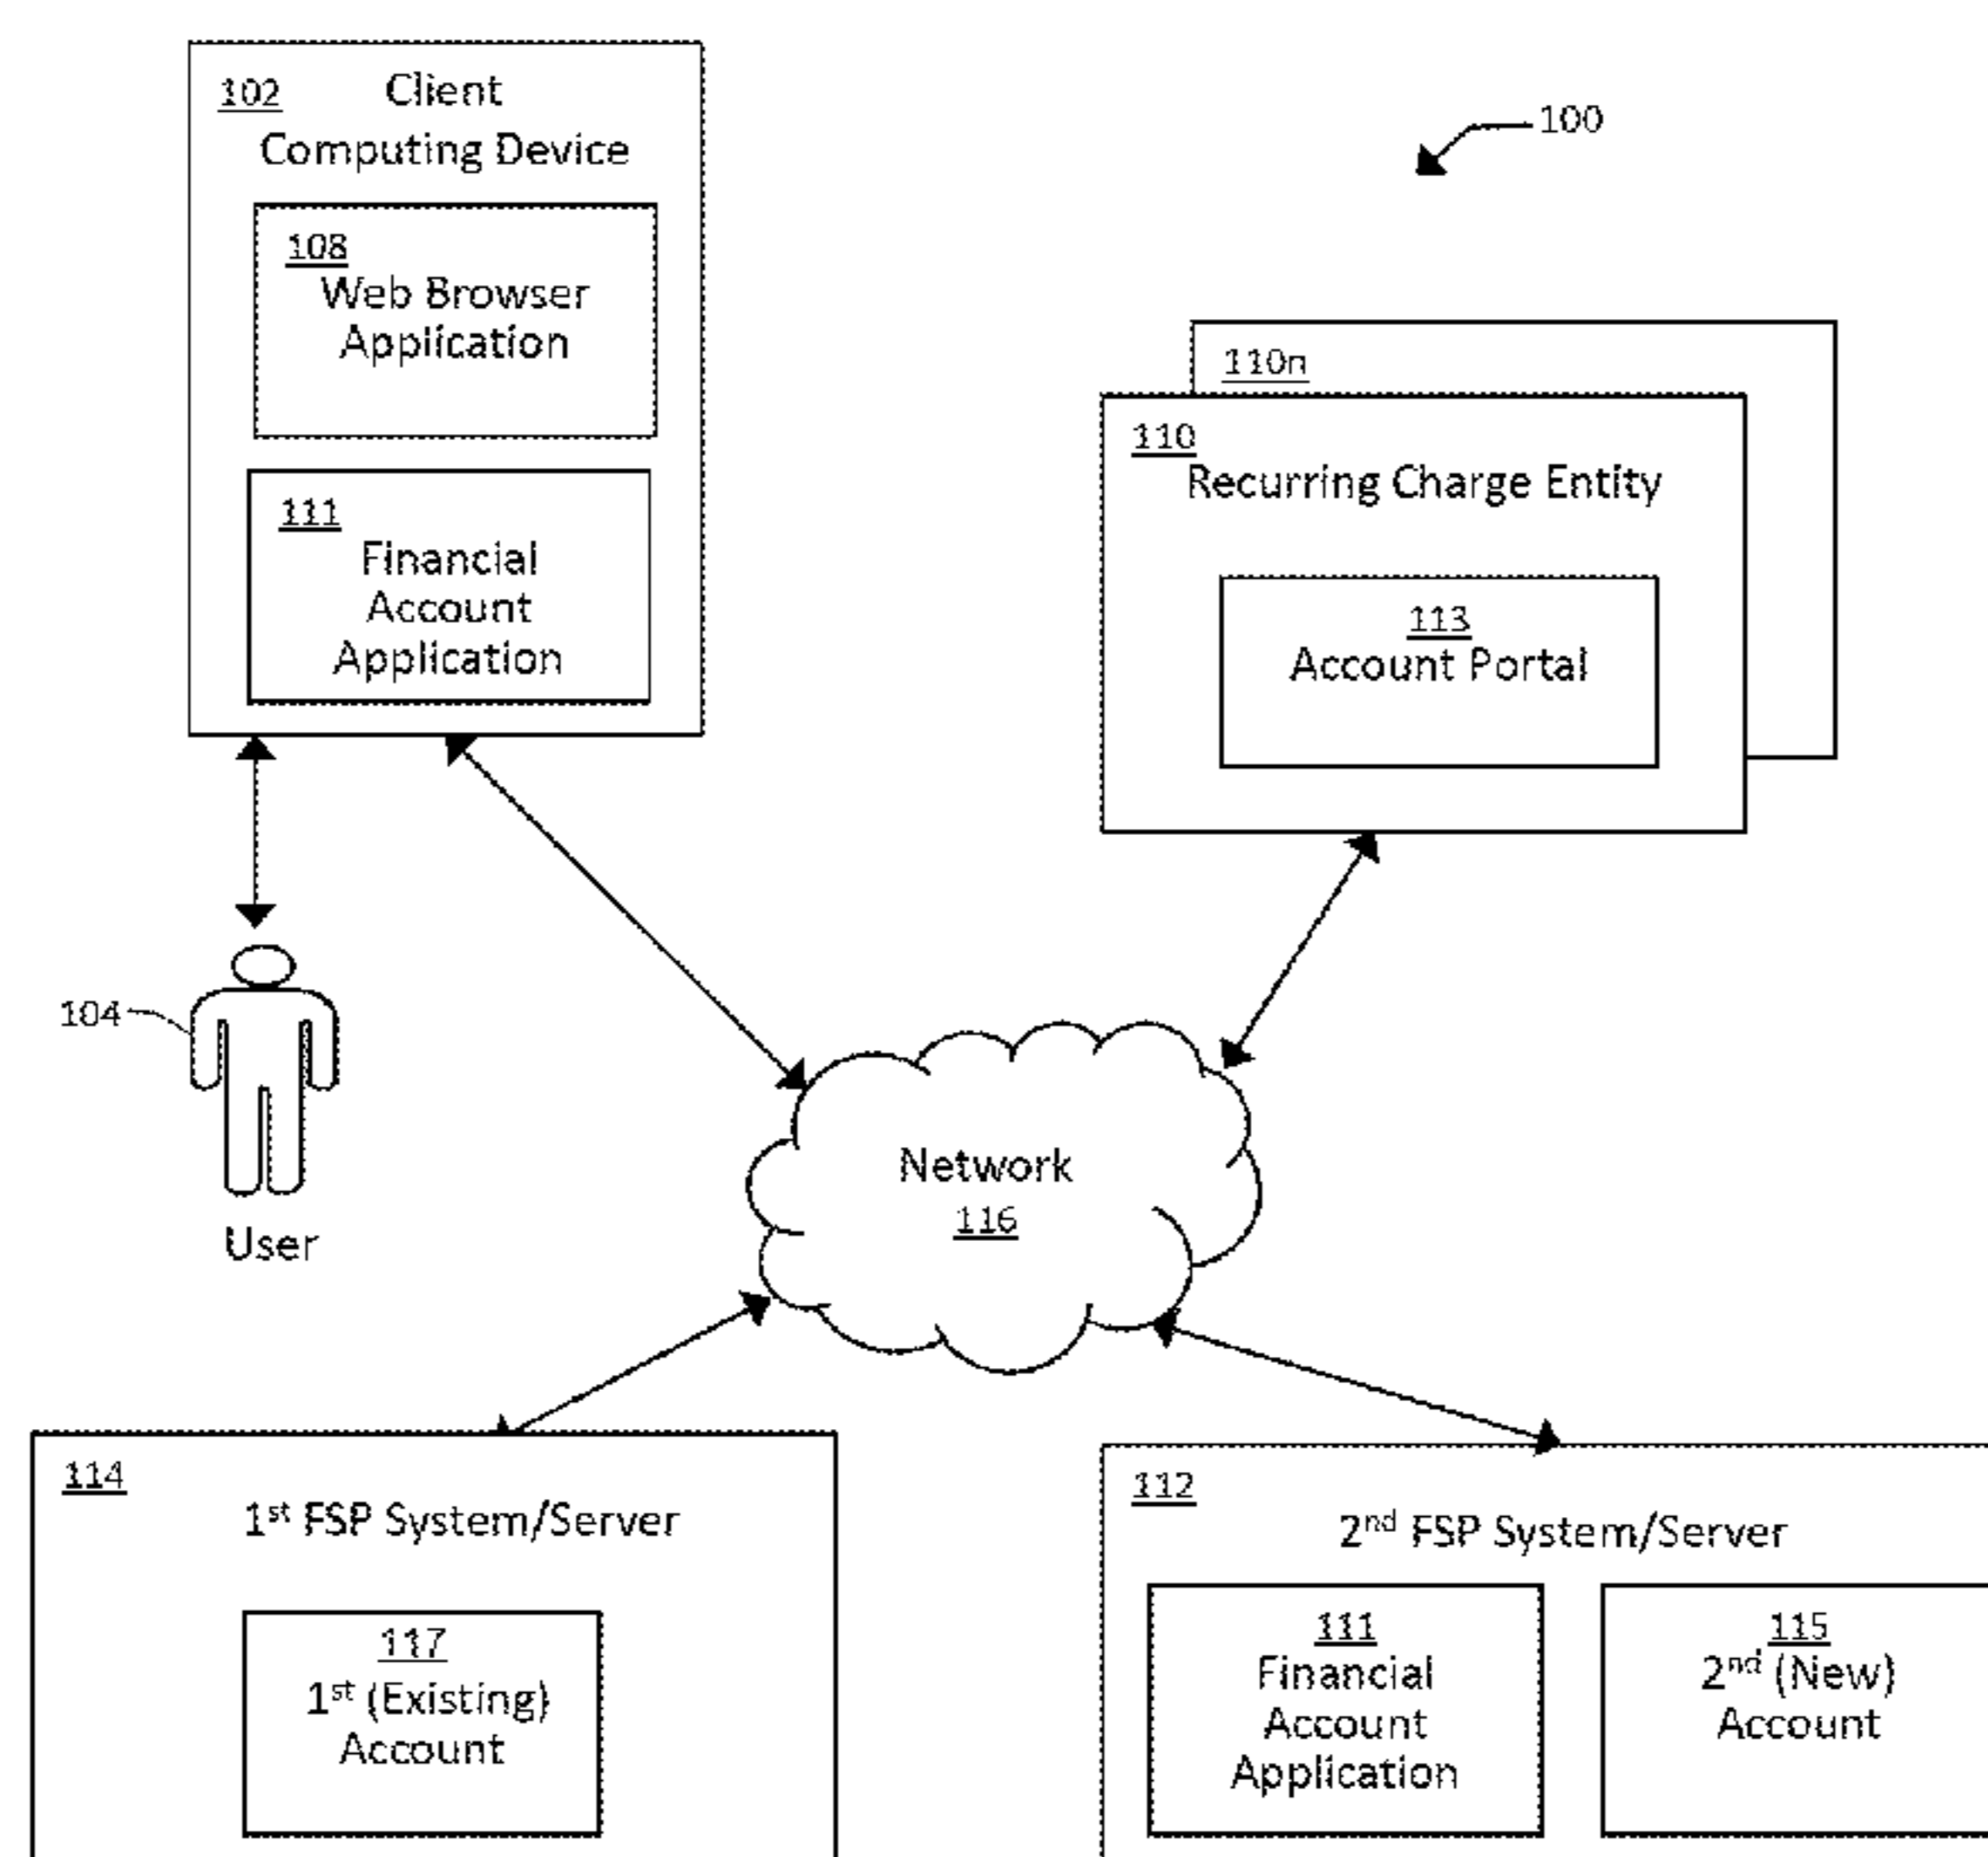 102 Client
Computing Device
108
Web Browser
Application
111
Financial
Account
Application
100
110n
110
Recurring Charge Entity
113
Account Portal
104
User
Network
116
114
1st FSP System/Server
117
1st (Existing)
Account
112
2nd FSP System/Server
111
Financial
Account
Application
115
2nd (New)
Account